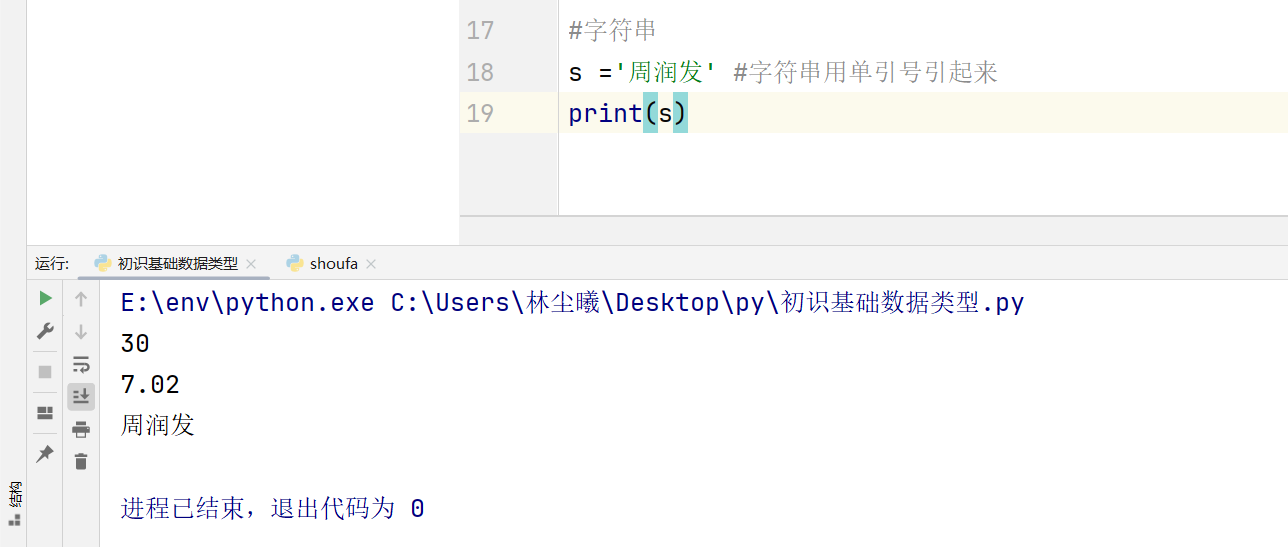 17 #字符串
18 s ='周润发' #字符串用单引号引起来
19 print(s)
运行: 初识基础数据类型 shoufa
E:\env\python.exe C:\Users\林尘曦\Desktop\py\初识基础数据类型.py
30
7.02
周润发
结构
进程已结束，退出代码为 0